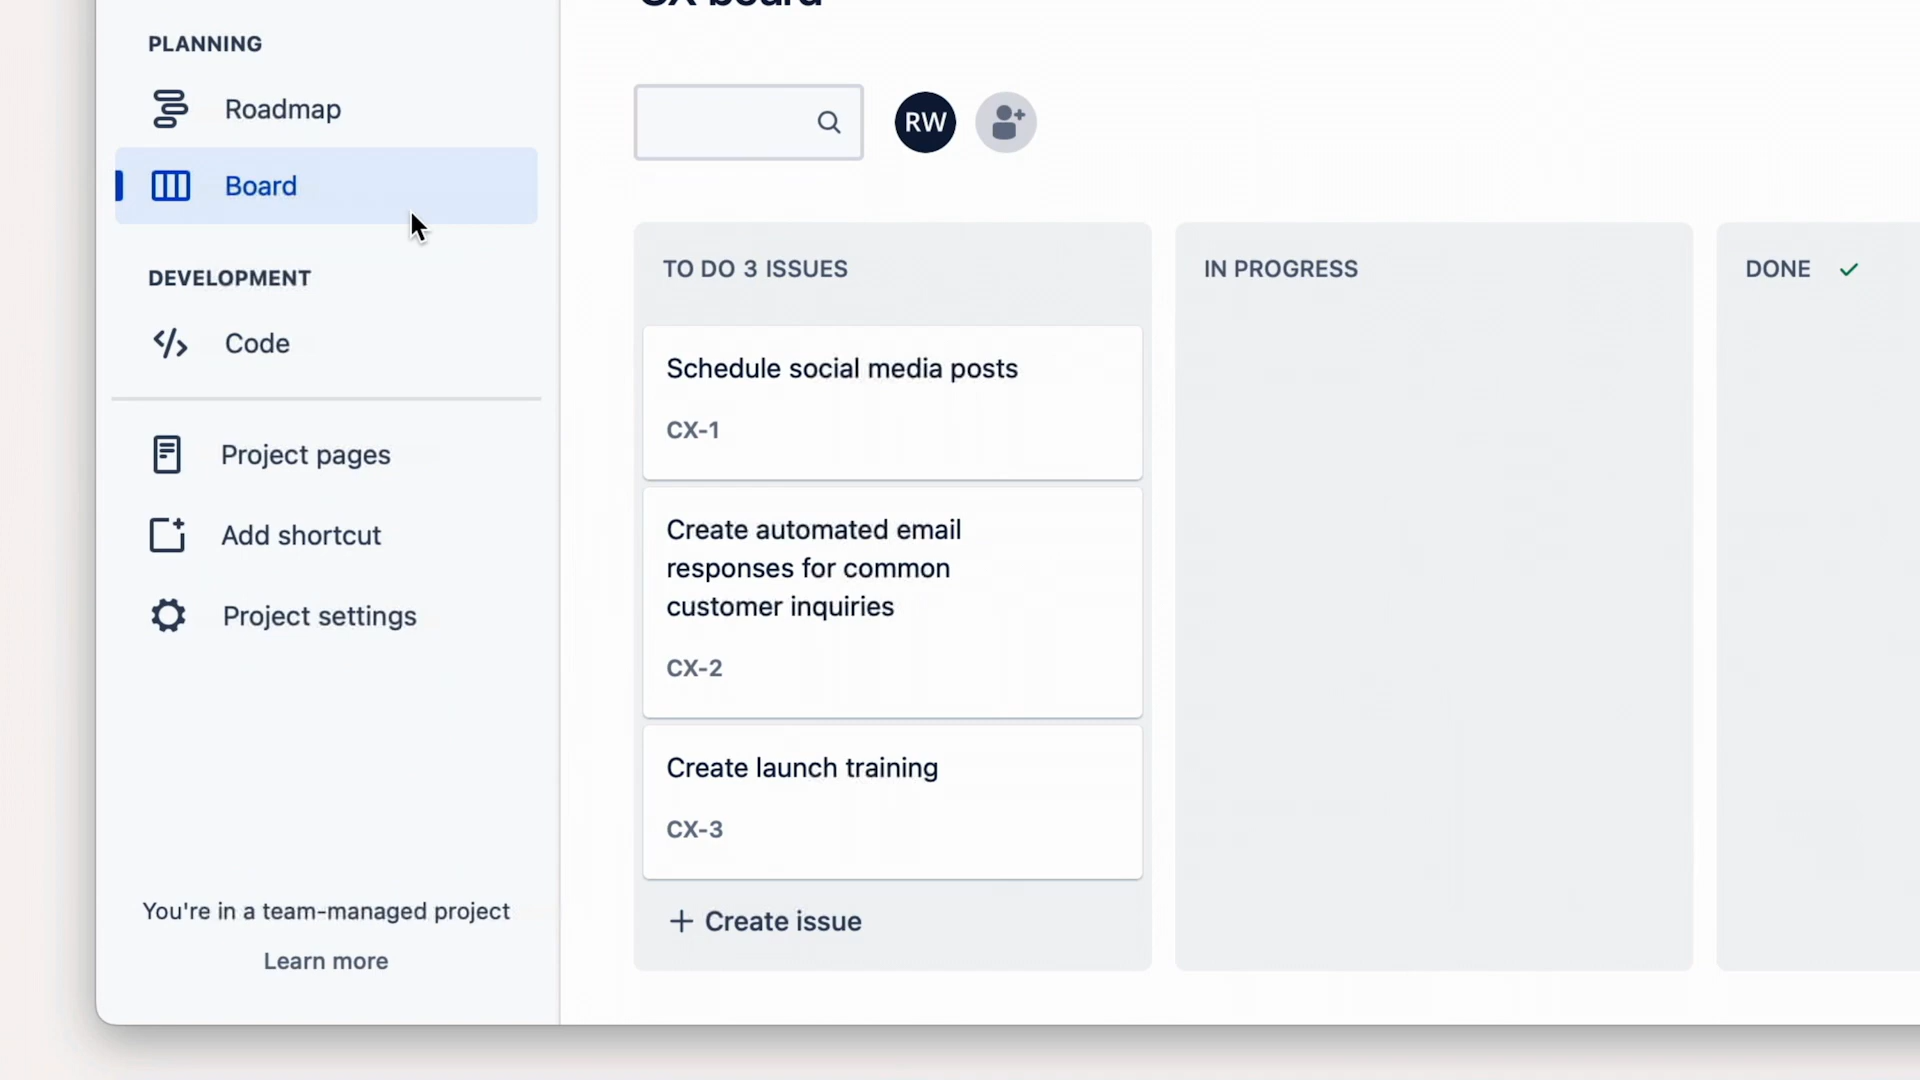 CX board
PLANNING
Roadmap
Board
DEVELOPMENT
Code
Project pages
Add shortcut
Project settings
You're in a team-managed project
Learn more
RW
TO DO 3 ISSUES
Schedule social media posts
CX-1
Create automated email
responses for common
customer inquiries
CX-2
Create launch training
CX-3
+ Create issue
IN PROGRESS
DONE